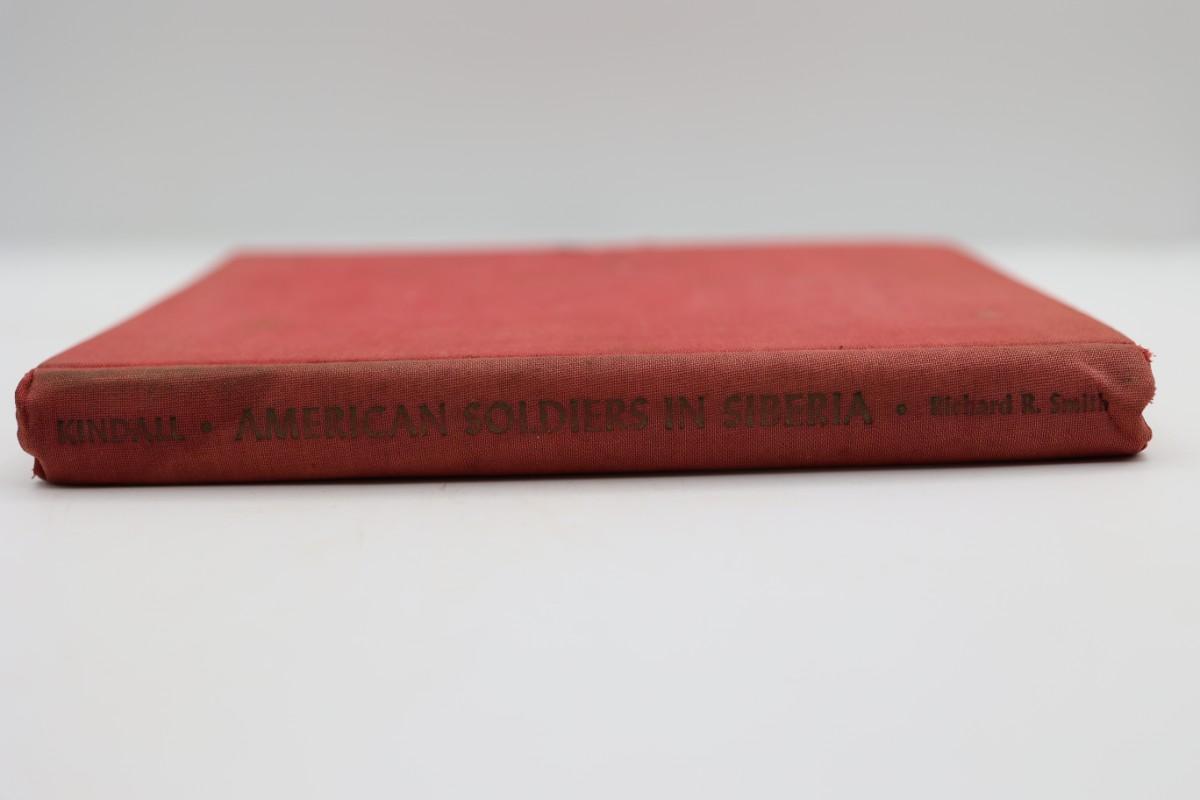 KINDALL • AMERICAN SOLDIERS IN SIBERIA • Richard R. Smith